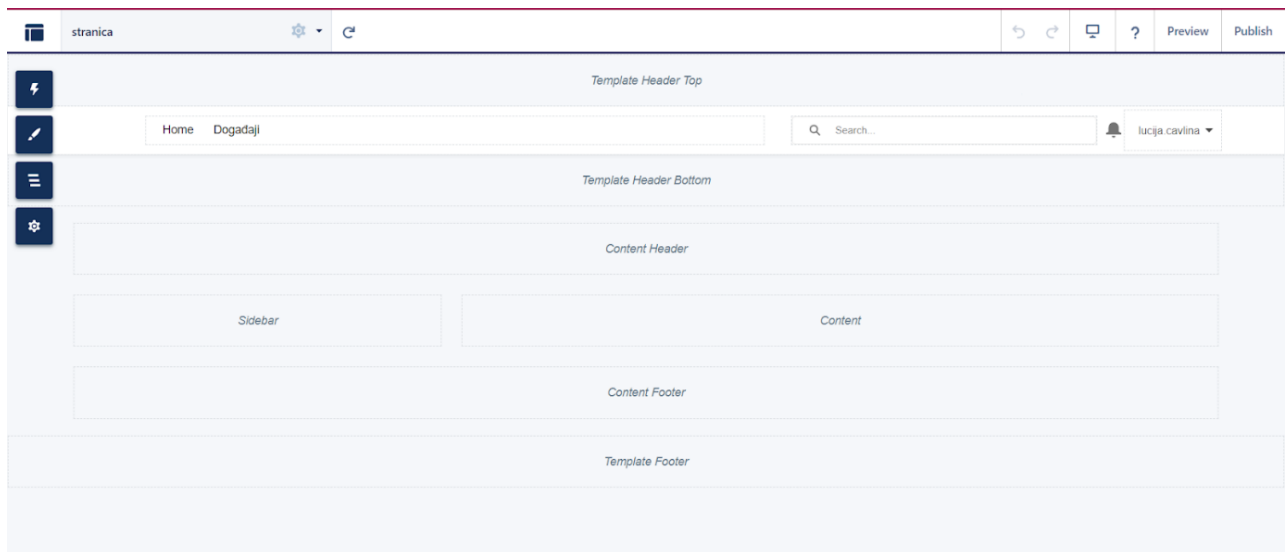 stranica ? Preview Publish
Template Header Top
Home Događaji Search... lucija.cavlina
Template Header Bottom
Content Header
Sidebar Content
Content Footer
Template Footer